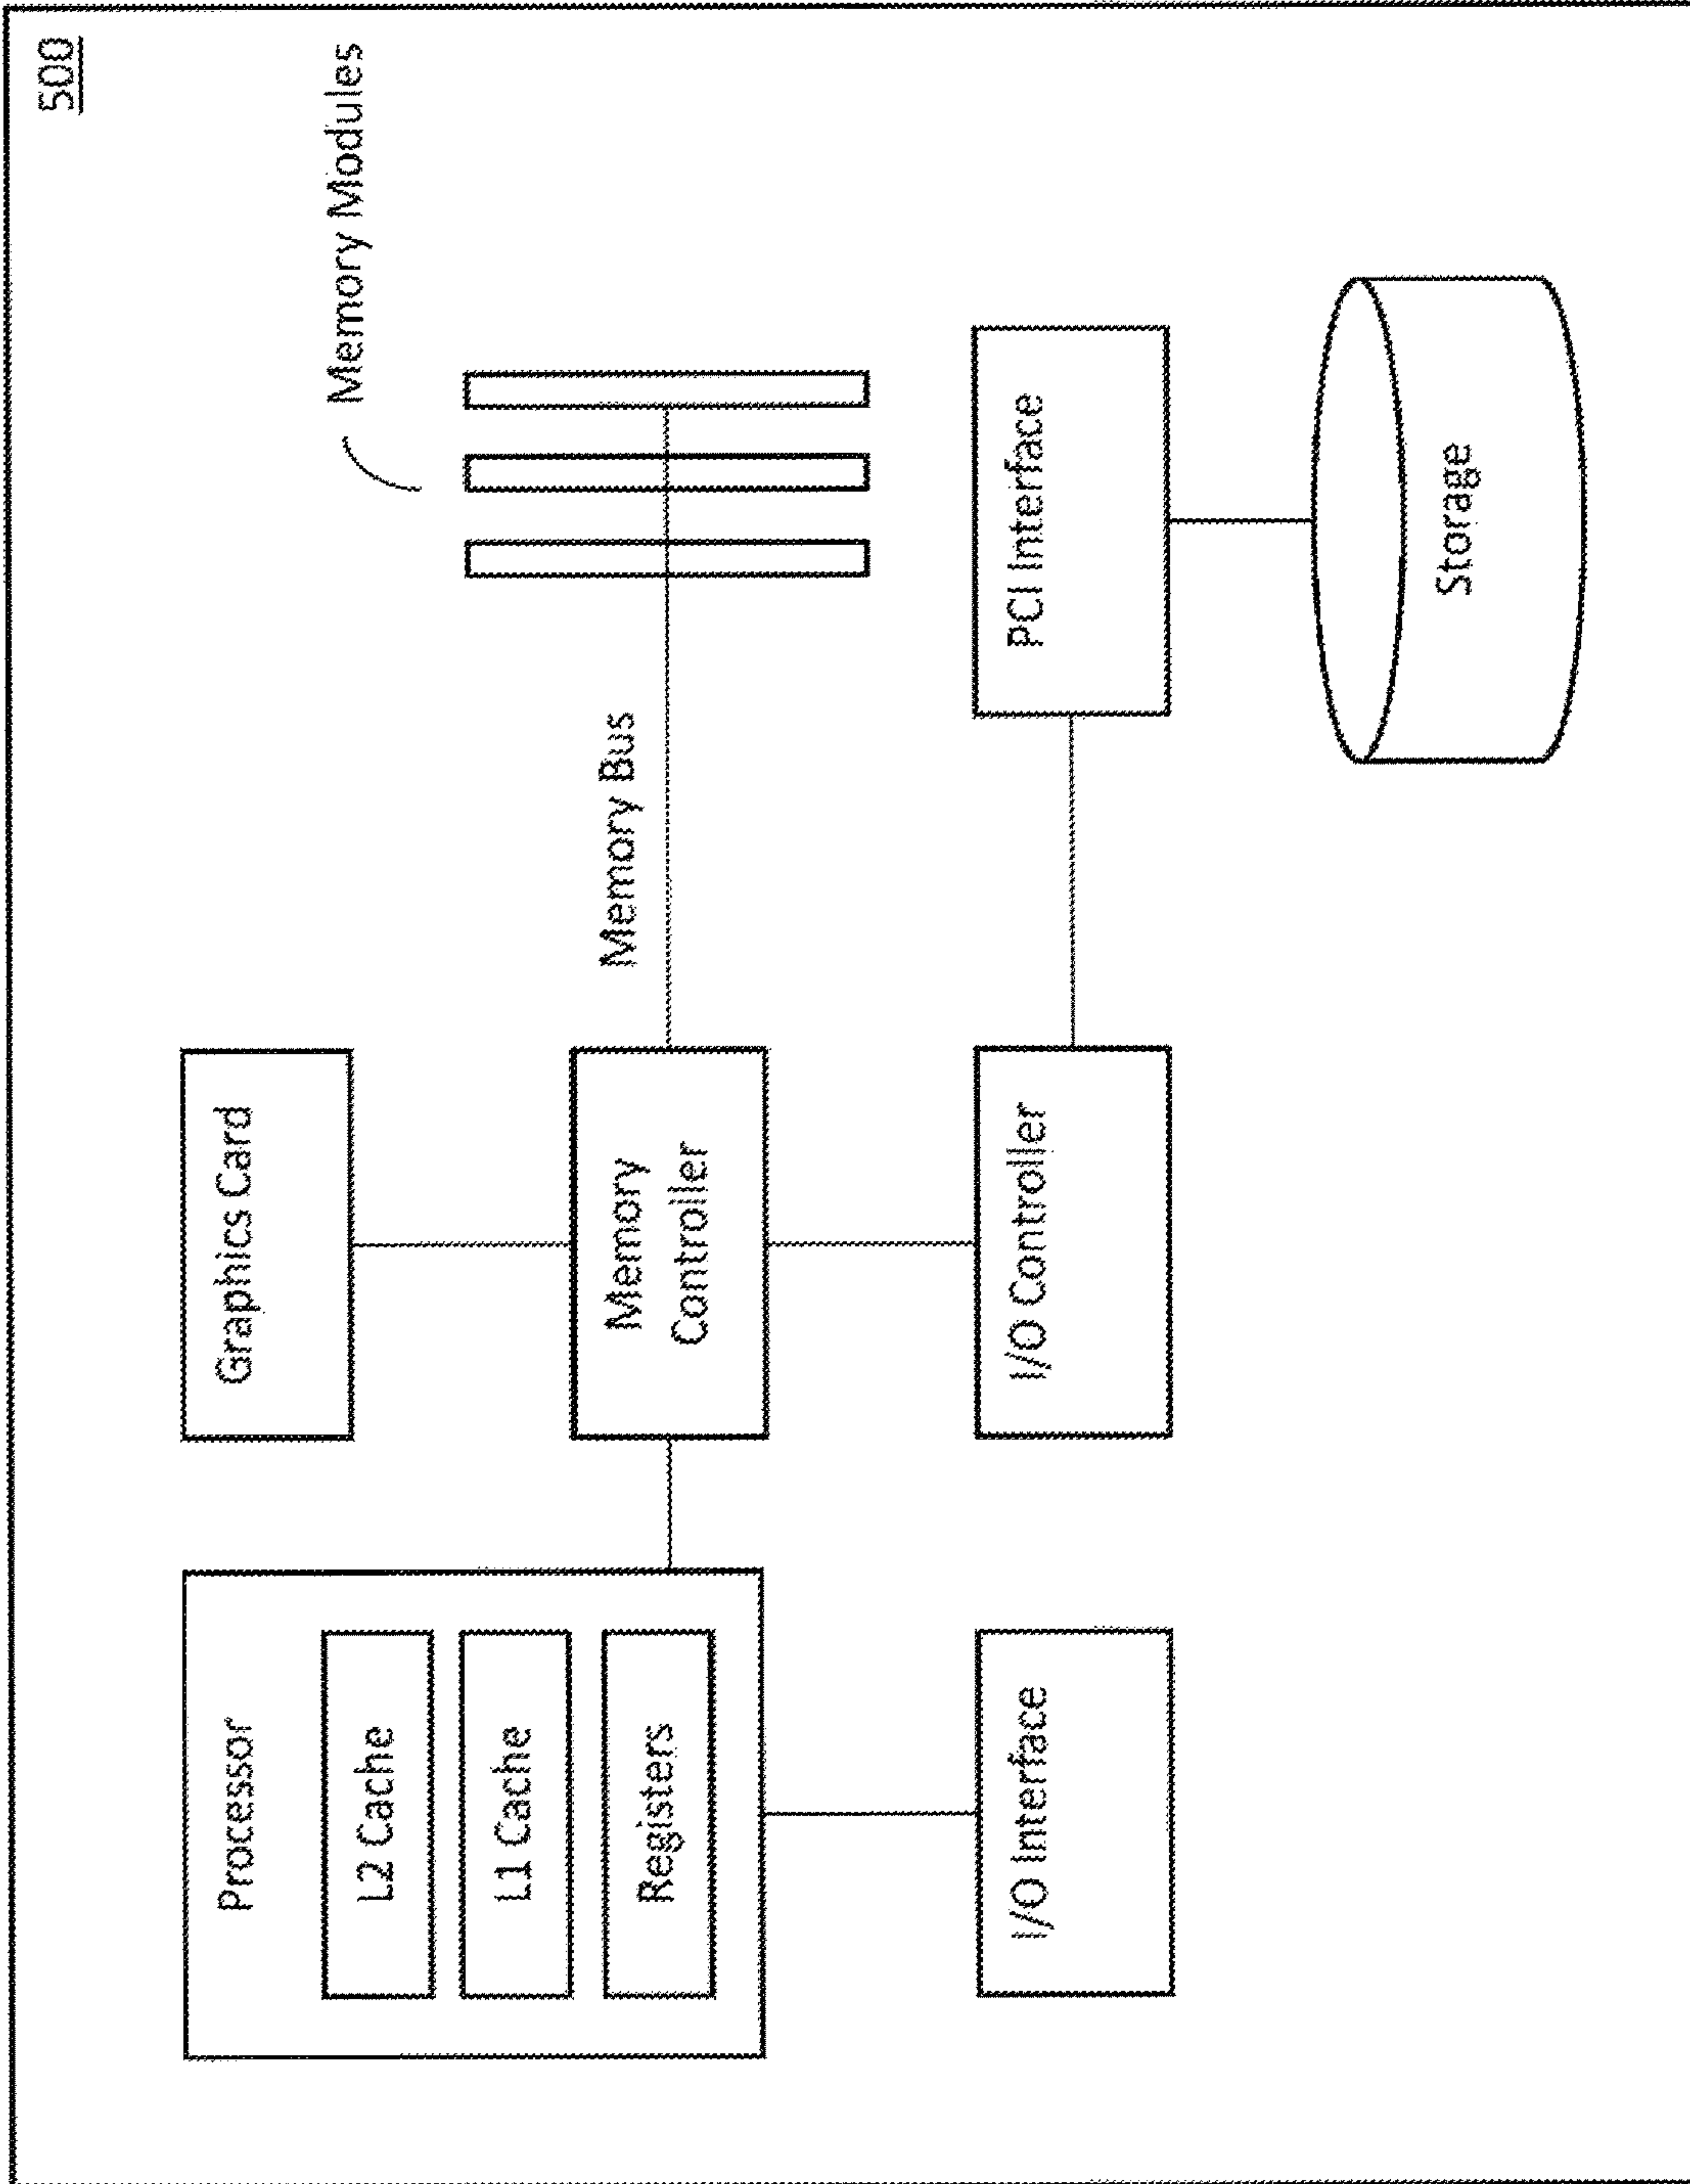 500
Processor
L2 Cache
L1 Cache
Registers
I/O Interface
Graphics Card
Memory
Controller
I/O Controller
Memory Bus
Memory Modules
PCI Interface
Storage